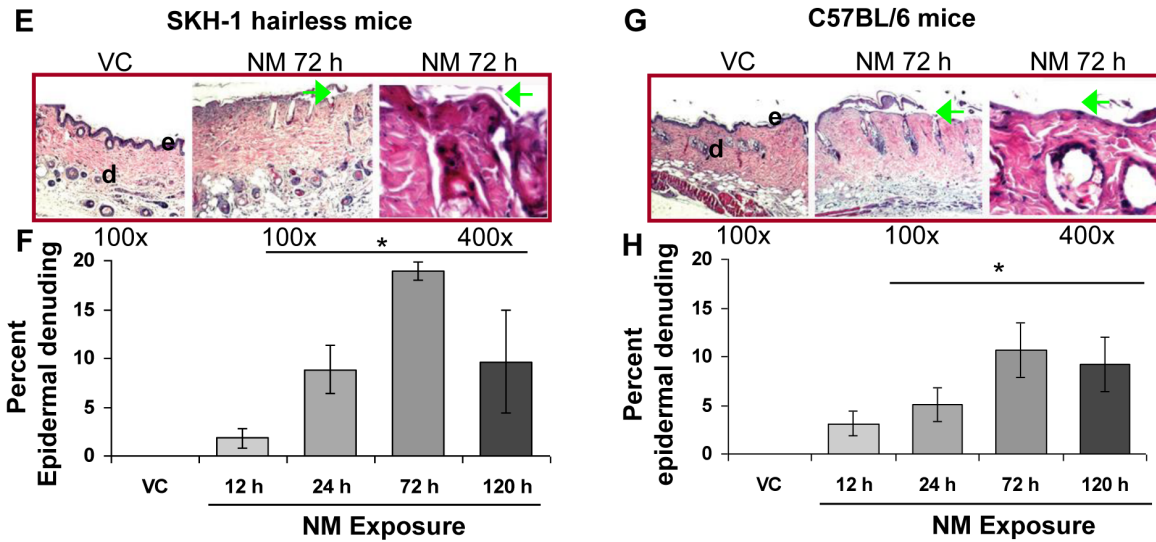 E SKH-1 hairless mice
VC NM 72 h NM 72 h
e
d
100x 100x 400x
F
*
Percent
Epidermal denuding
20
15
10
5
0
VC 12 h 24 h 72 h 120 h
NM Exposure
G C57BL/6 mice
VC NM 72 h NM 72 h
e
d
100x 100x 400x
H
*
Percent
epidermal denuding
20
15
10
5
0
VC 12 h 24 h 72 h 120 h
NM Exposure